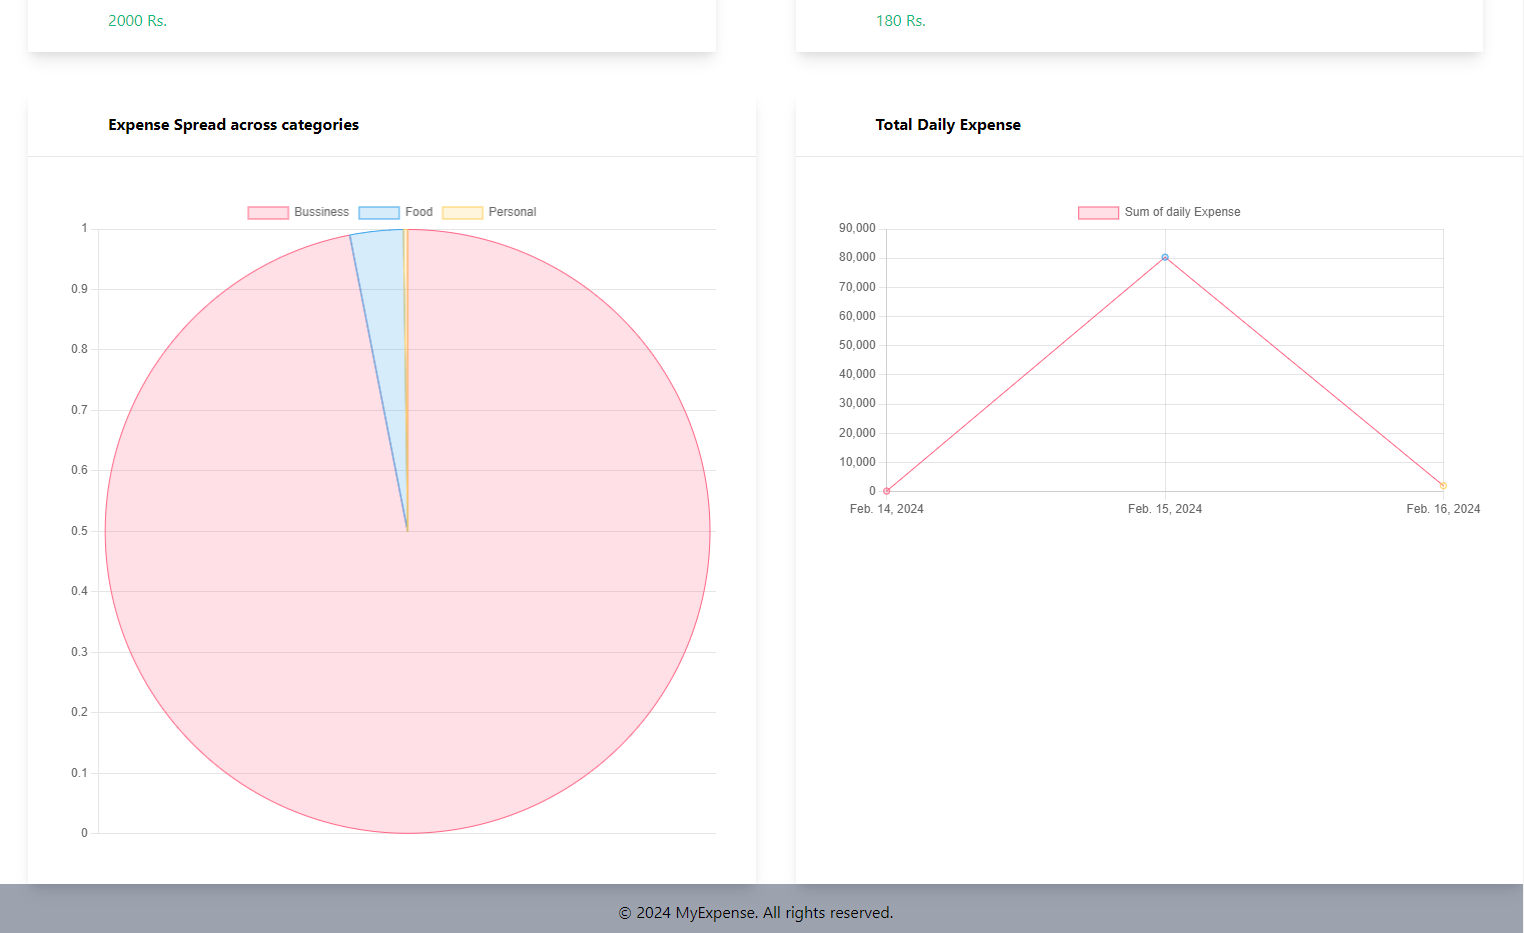 2000 Rs.
180 Rs.
Expense Spread across categories
Bussiness Food Personal
1
0.9
0.8
0.7
0.6
0.5
0.4
0.3
0.2
0.1
0
Total Daily Expense
Sum of daily Expense
90,000
80,000
70,000
60,000
50,000
40,000
30,000
20,000
10,000
0
Feb. 14, 2024 Feb. 15, 2024 Feb. 16, 2024
© 2024 MyExpense. All rights reserved.